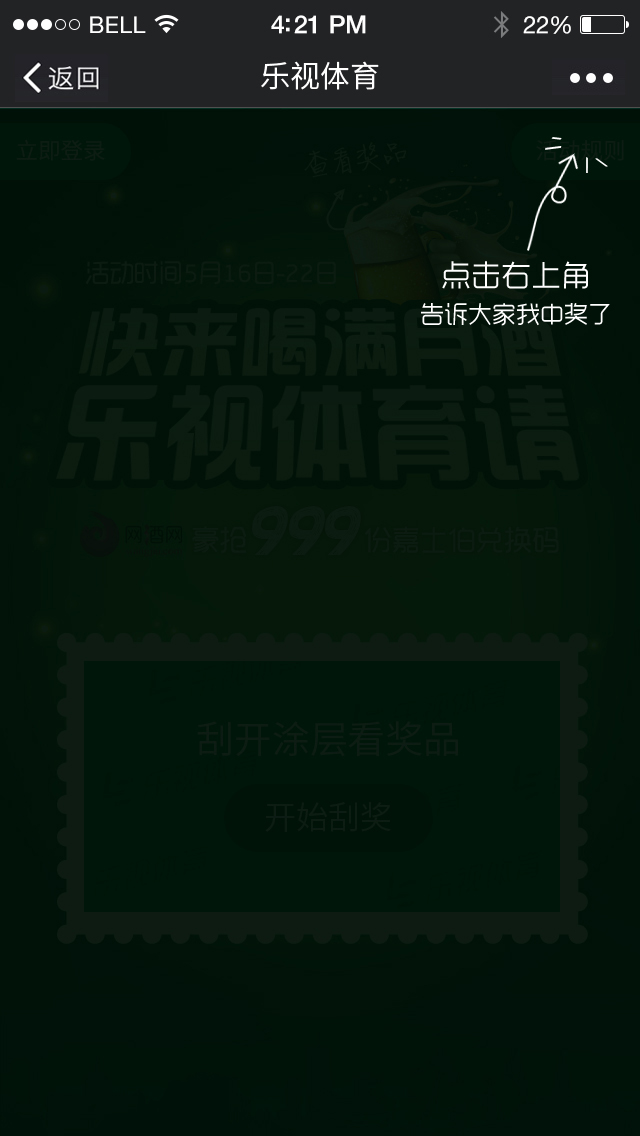 BELL 4:21 PM 22%
返回 乐视体育
立即登录 活动规则
查看奖品
点击右上角
活动时间5月16日-22日
告诉大家我中奖了
快来喝满月酒
乐视体育请
网酒网 豪抢999份嘉士伯兑换码
刮开涂层看奖品
开始刮奖